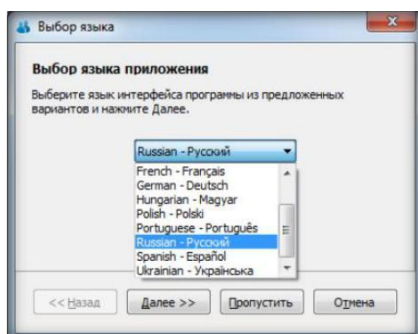 Выбор языка
Выбор языка приложения
Выберите язык интерфейса программы из предложенных
вариантов и нажмите Далее.
Russian - Русский
French - Français
German - Deutsch
Hungarian - Magyar
Polish - Polski
Portuguese - Português
Russian - Русский
Spanish - Español
Ukrainian - Українська
<< Назад
Далее >>
Пропустить
Отмена